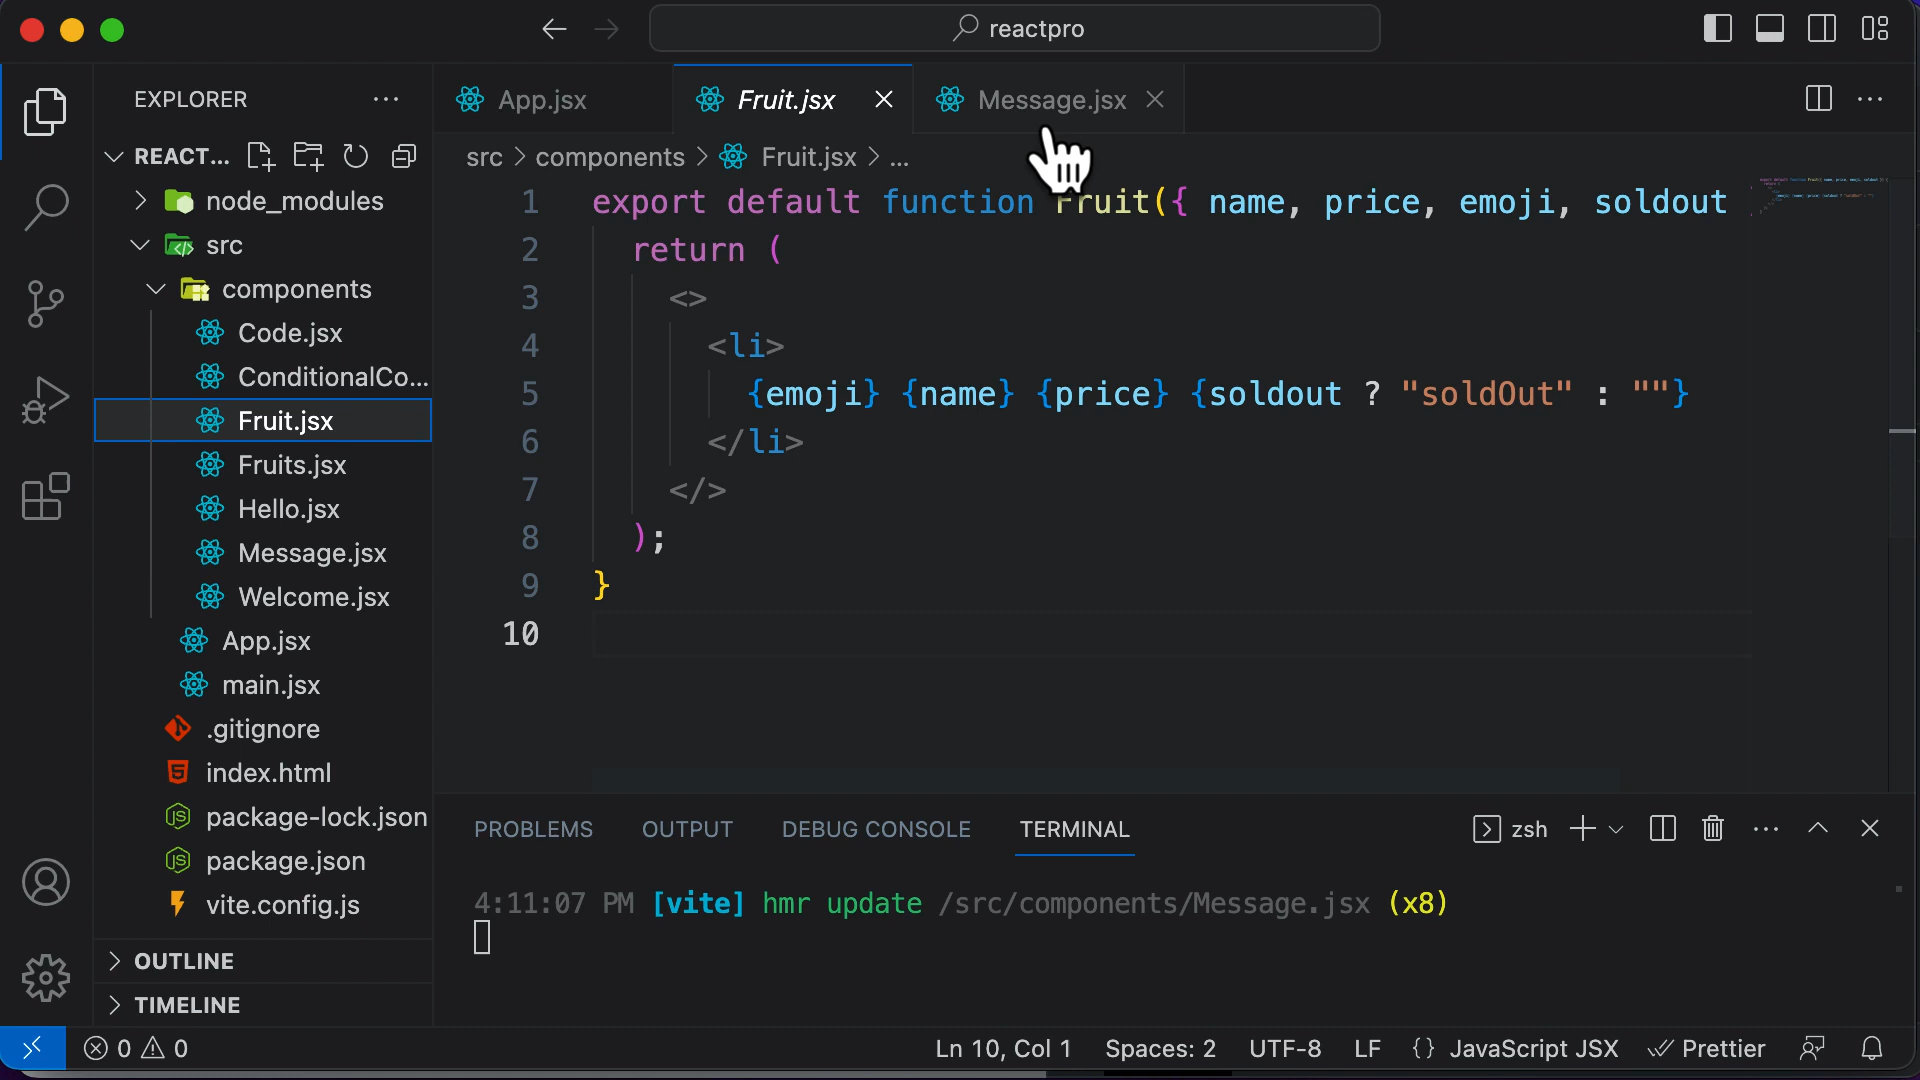 reactpro
EXPLORER
App.jsx
Fruit.jsx
Message.jsx
REACT...
src > components > Fruit.jsx > ...
node_modules
src
components
Code.jsx
ConditionalCo...
Fruit.jsx
Fruits.jsx
Hello.jsx
Message.jsx
Welcome.jsx
App.jsx
main.jsx
.gitignore
index.html
package-lock.json
package.json
vite.config.js
OUTLINE
TIMELINE
1 export default function Fruit({ name, price, emoji, soldout
2 return (
3 <>
4 <li>
5 {emoji} {name} {price} {soldout ? "soldOut" : ""}
6 </li>
7 </>
8 );
9 }
10
PROBLEMS OUTPUT DEBUG CONSOLE TERMINAL
zsh
4:11:07 PM [vite] hmr update /src/components/Message.jsx (x8)
0 0
Ln 10, Col 1 Spaces: 2 UTF-8 LF {} JavaScript JSX Prettier